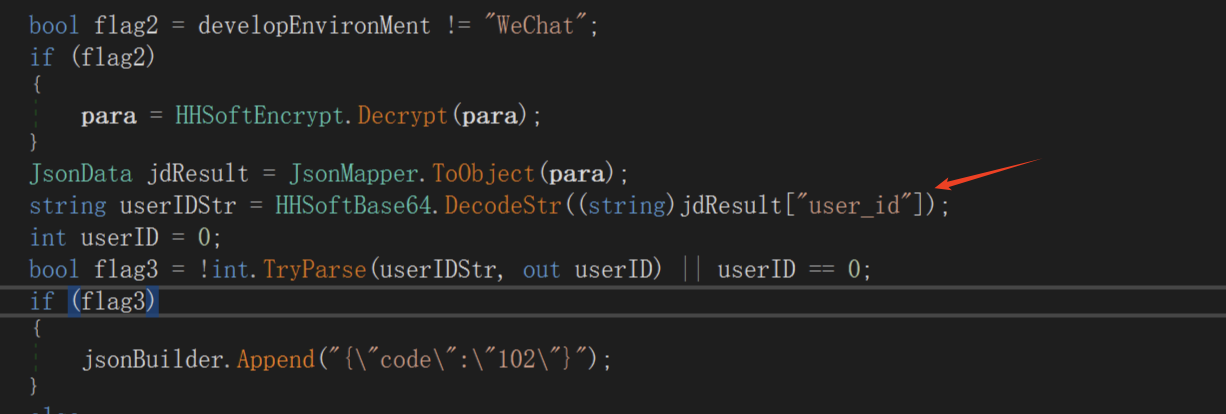 bool flag2 = developEnvironMent != "WeChat";
if (flag2)
{
para = HHSoftEncrypt.Decrypt(para);
}
JsonData jdResult = JsonMapper.ToObject(para);
string userIDStr = HHSoftBase64.DecodeStr((string)jdResult["user_id"]);
int userID = 0;
bool flag3 = !int.TryParse(userIDStr, out userID) || userID == 0;
if (flag3)
{
jsonBuilder.Append("{\"code\":\"102\"}");
}
else